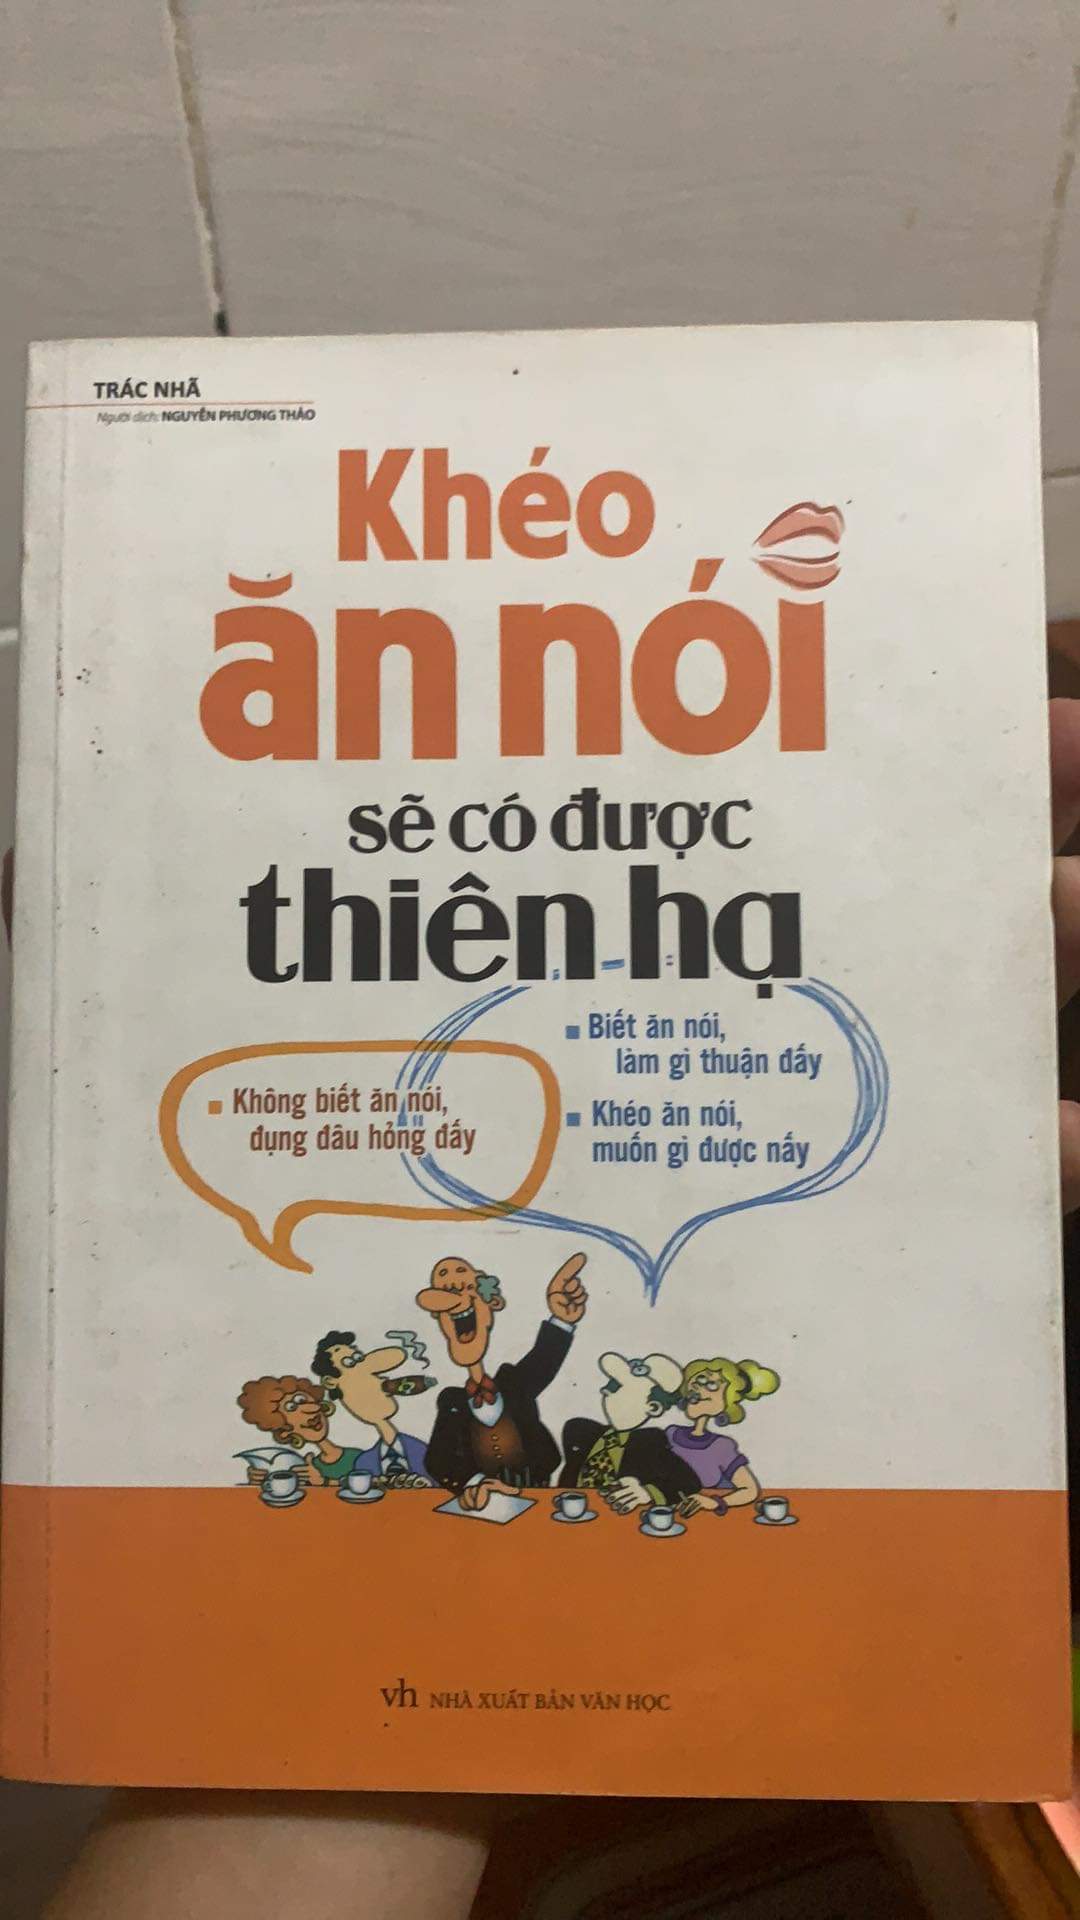 TRÁC NHÃ
Người dịch: NGUYỄN PHƯƠNG THẢO
Khéo
ăn nói
sẽ có được
thiên hạ
Không biết ăn nói,
đụng đâu hỏng đấy
Biết ăn nói,
làm gì thuận đấy
Khéo ăn nói,
muốn gì được nấy
vh NHÀ XUẤT BẢN VĂN HỌC